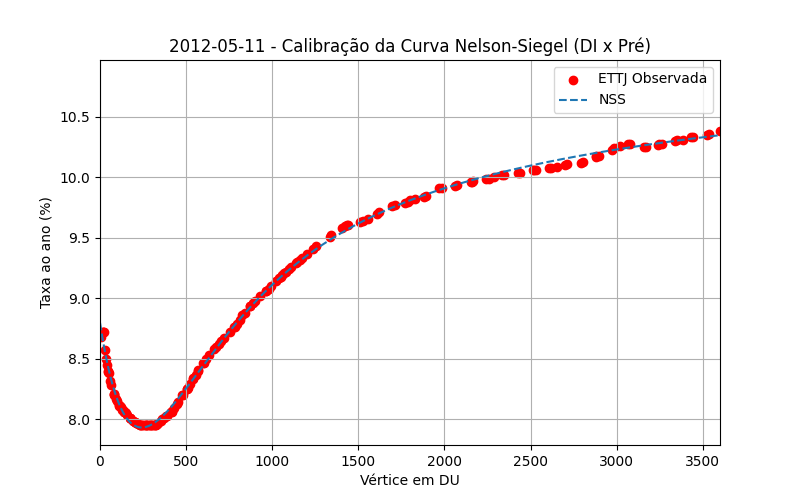 2012-05-11 - Calibração da Curva Nelson-Siegel (DI x Pré)
ETTJ Observada
NSS
Taxa ao ano (%)
10.5
10.0
9.5
9.0
8.5
8.0
0 500 1000 1500 2000 2500 3000 3500
Vértice em DU